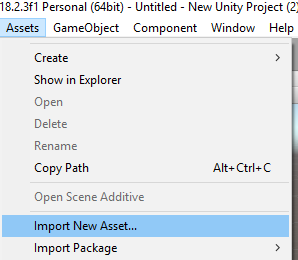 18.2.3f1 Personal (64bit) - Untitled - New Unity Project (2)
Assets GameObject Component Window Help
Create >
Show in Explorer
Open
Delete
Rename
Copy Path Alt+Ctrl+C
Open Scene Additive
Import New Asset...
Import Package >